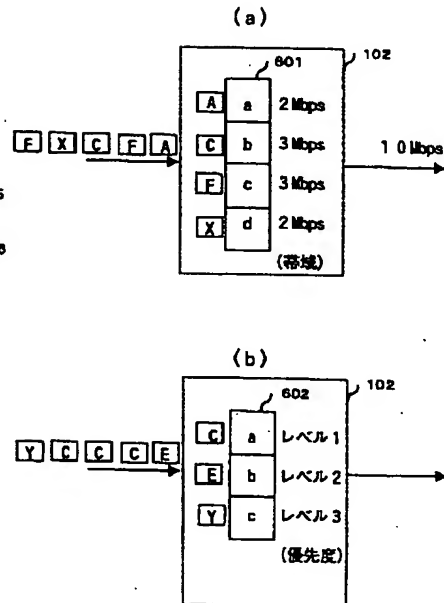 (a)
601
102
A a 2 Mbps
F X C F A
C b 3 Mbps
10 Mbps
F c 3 Mbps
X d 2 Mbps
(帯域)
(b)
602
102
Y C C C E
C a レベル1
E b レベル2
Y c レベル3
(優先度)